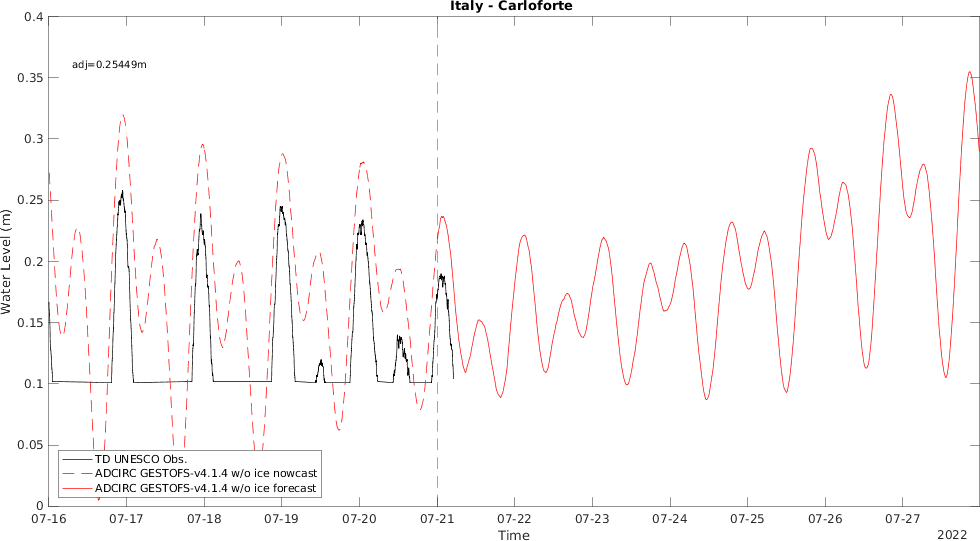 Italy - Carloforte
adj=0.25449m
Water Level (m)
0.4
0.35
0.3
0.25
0.2
0.15
0.1
0.05
0
TD UNESCO Obs.
ADCIRC GESTOFS-v4.1.4 w/o ice nowcast
ADCIRC GESTOFS-v4.1.4 w/o ice forecast
07-16 07-17 07-18 07-19 07-20 07-21 07-22 07-23 07-24 07-25 07-26 07-27
Time
2022